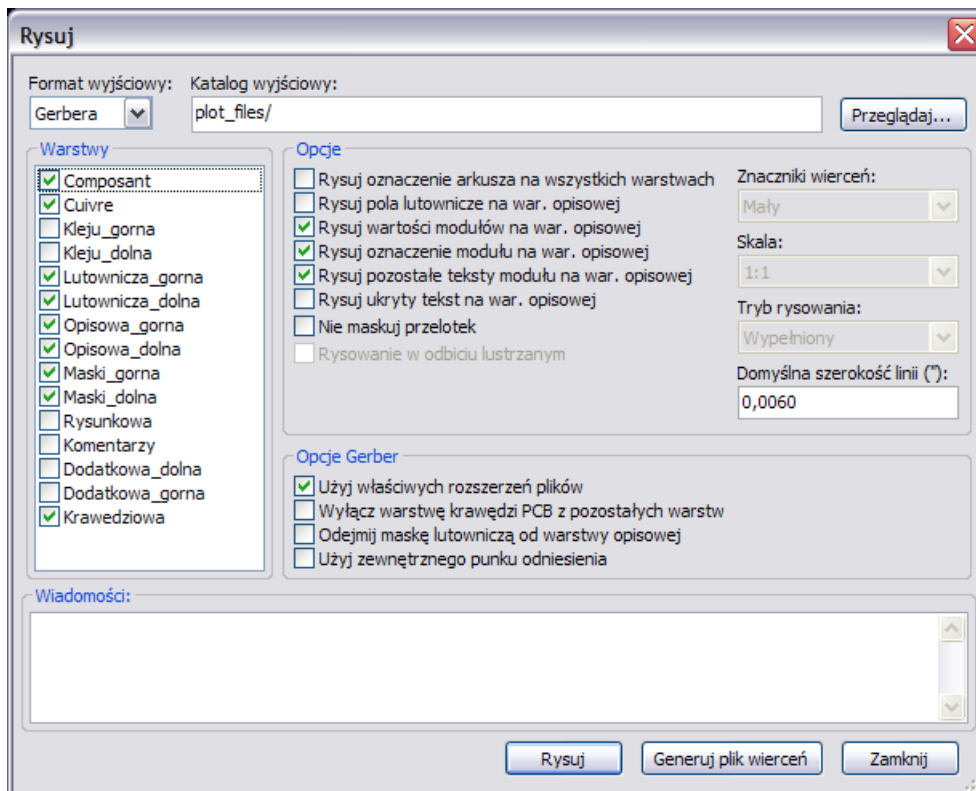 Rysuj
Format wyjściowy:
Katalog wyjściowy:
Gerbera
plot_files/
Przeglądaj...
Warstwy
Composant
Cuivre
Kleju_gorna
Kleju_dolna
Lutownicza_gorna
Lutownicza_dolna
Opisowa_gorna
Opisowa_dolna
Maski_gorna
Maski_dolna
Rysunkowa
Komentarzy
Dodatkowa_dolna
Dodatkowa_gorna
Krawedziowa
Opcje
Rysuj oznaczenie arkusza na wszystkich warstwach
Rysuj pola lutownicze na war. opisowej
Rysuj wartości modułów na war. opisowej
Rysuj oznaczenie modułu na war. opisowej
Rysuj pozostałe teksty modułu na war. opisowej
Rysuj ukryty tekst na war. opisowej
Nie maskuj przelotek
Rysowanie w odbiciu lustrzanym
Znaczniki wierceń:
Mały
Skala:
1:1
Tryb rysowania:
Wypełniony
Domyślna szerokość linii ("):
0,0060
Opcje Gerber
Użyj właściwych rozszerzeń plików
Wyłącz warstwę krawędzi PCB z pozostałych warstw
Odejmij maskę lutowniczą od warstwy opisowej
Użyj zewnętrznego punku odniesienia
Wiadomości:
Rysuj
Generuj plik wierceń
Zamknij